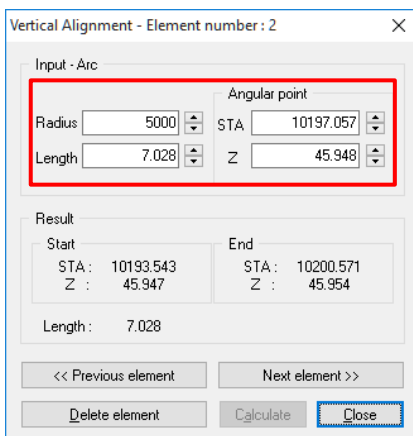 Vertical Alignment - Element number : 2
Input - Arc
Angular point
Radius 5000 STA 10197.057
Length 7.028 Z 45.948
Result
Start End
STA : 10193.543 STA : 10200.571
Z : 45.947 Z : 45.954
Length : 7.028
<< Previous element Next element >>
Delete element Calculate Close